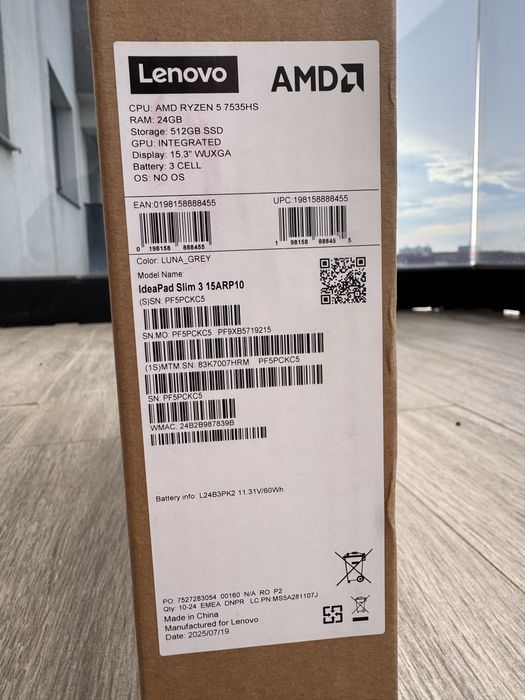 Lenovo AMD
CPU: AMD RYZEN 5 7535HS
RAM: 24GB
Storage: 512GB SSD
GPU: INTEGRATED
Display: 15.3" WUXGA
Battery: 3 CELL
OS: NO OS
EAN:0198158888455 UPC:198158888455
0 198158 888455 1 98158 88845 5
Color: LUNA_GREY
Model Name:
IdeaPad Slim 3 15ARP10
(S)SN: PF5PCKC5
SN.MO: PF5PCKC5 PF9XB5719215
(1S)MTM.SN: 83K7007HRM PF5PCKC5
SN: PF5PCKC5
WMAC: 24B2B987839B
Battery info: L24B3PK2 11.31V/60Wh
PO: 7527283054 00160 N/A RO P2
Qty: 10-24 EMEA DNPR LC PN:MS5A281107J
Made in China
Manufactured for Lenovo
Date: 2025/07/19